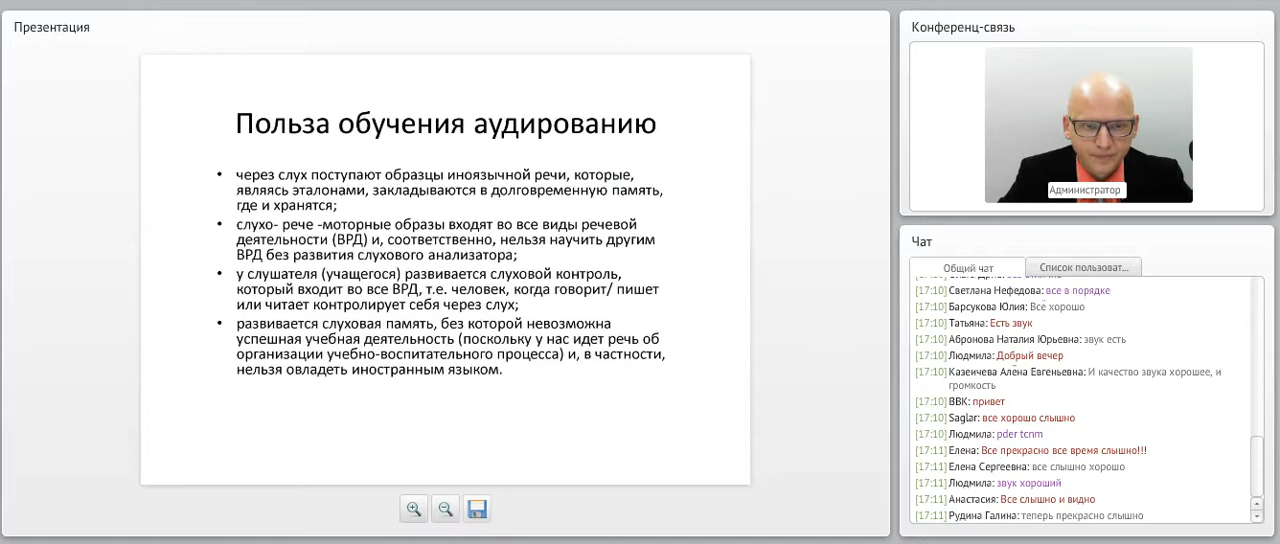 Презентация
Польза обучения аудированию
• через слух поступают образцы иноязычной речи, которые,
являясь эталонами, закладываются в долговременную память,
где и хранятся;
• слухо- рече -моторные образы входят во все виды речевой
деятельности (ВРД) и, соответственно, нельзя научить другим
ВРД без развития слухового анализатора;
• у слушателя (учащегося) развивается слуховой контроль,
который входит во все ВРД, т.е. человек, когда говорит/ пишет
или читает контролирует себя через слух;
• развивается слуховая память, без которой невозможна
успешная учебная деятельность (поскольку у нас идет речь об
организации учебно-воспитательного процесса) и, в частности,
нельзя овладеть иностранным языком.
Конференц-связь
Администратор
Чат
Общий чат
Список пользоват...
[17:10] Светлана Нефедова: все в порядке
[17:10] Барсукова Юлия: Всё хорошо
[17:10] Татьяна: Есть звук
[17:10] Абронова Наталия Юрьевна: звук есть
[17:10] Людмила: Добрый вечер
[17:10] Казеичева Алёна Евгеньевна: И качество звука хорошее, и
громкость
[17:10] ВВК: привет
[17:10] Saglar: все хорошо слышно
[17:10] Людмила: pder tcnm
[17:11] Елена: Все прекрасно все время слышно!!!
[17:11] Елена Сергеевна: все слышно хорошо
[17:11] Людмила: звук хороший
[17:11] Анастасия: Все слышно и видно
[17:11] Рудина Галина: теперь прекрасно слышно